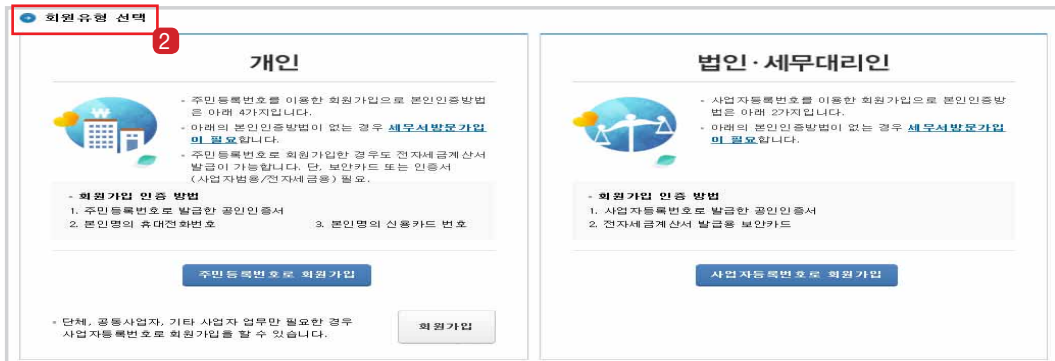 회원유형 선택
2
개인
- 주민등록번호를 이용한 회원가입으로 본인인증방법
은 아래 4가지입니다.
- 아래의 본인인증방법이 없는 경우 세무서방문가입
이 필요합니다.
- 주민등록번호로 회원가입한 경우도 전자세금계산서
발급이 가능합니다. 단, 보안카드 또는 인증서
(사업자범용/전자세금용) 필요.
- 회원가입 인증 방법
1. 주민등록번호로 발급한 공인인증서
2. 본인명의 휴대전화번호 3. 본인명의 신용카드 번호
주민등록번호로 회원가입
- 단체, 공동사업자, 기타 사업자 업무만 필요한 경우
사업자등록번호로 회원가입을 할 수 있습니다.
회원가입
법인·세무대리인
- 사업자등록번호를 이용한 회원가입으로 본인인증방
법은 아래 2가지입니다.
- 아래의 본인인증방법이 없는 경우 세무서방문가입
이 필요합니다.
- 회원가입 인증 방법
1. 사업자등록번호로 발급한 공인인증서
2. 전자세금계산서 발급용 보안카드
사업자등록번호로 회원가입